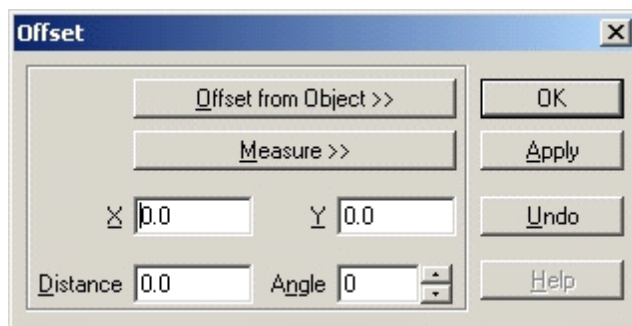 Offset
Offset from Object >>
OK
Measure >>
Apply
X 0.0 Y 0.0
Undo
Distance 0.0 Angle 0
Help